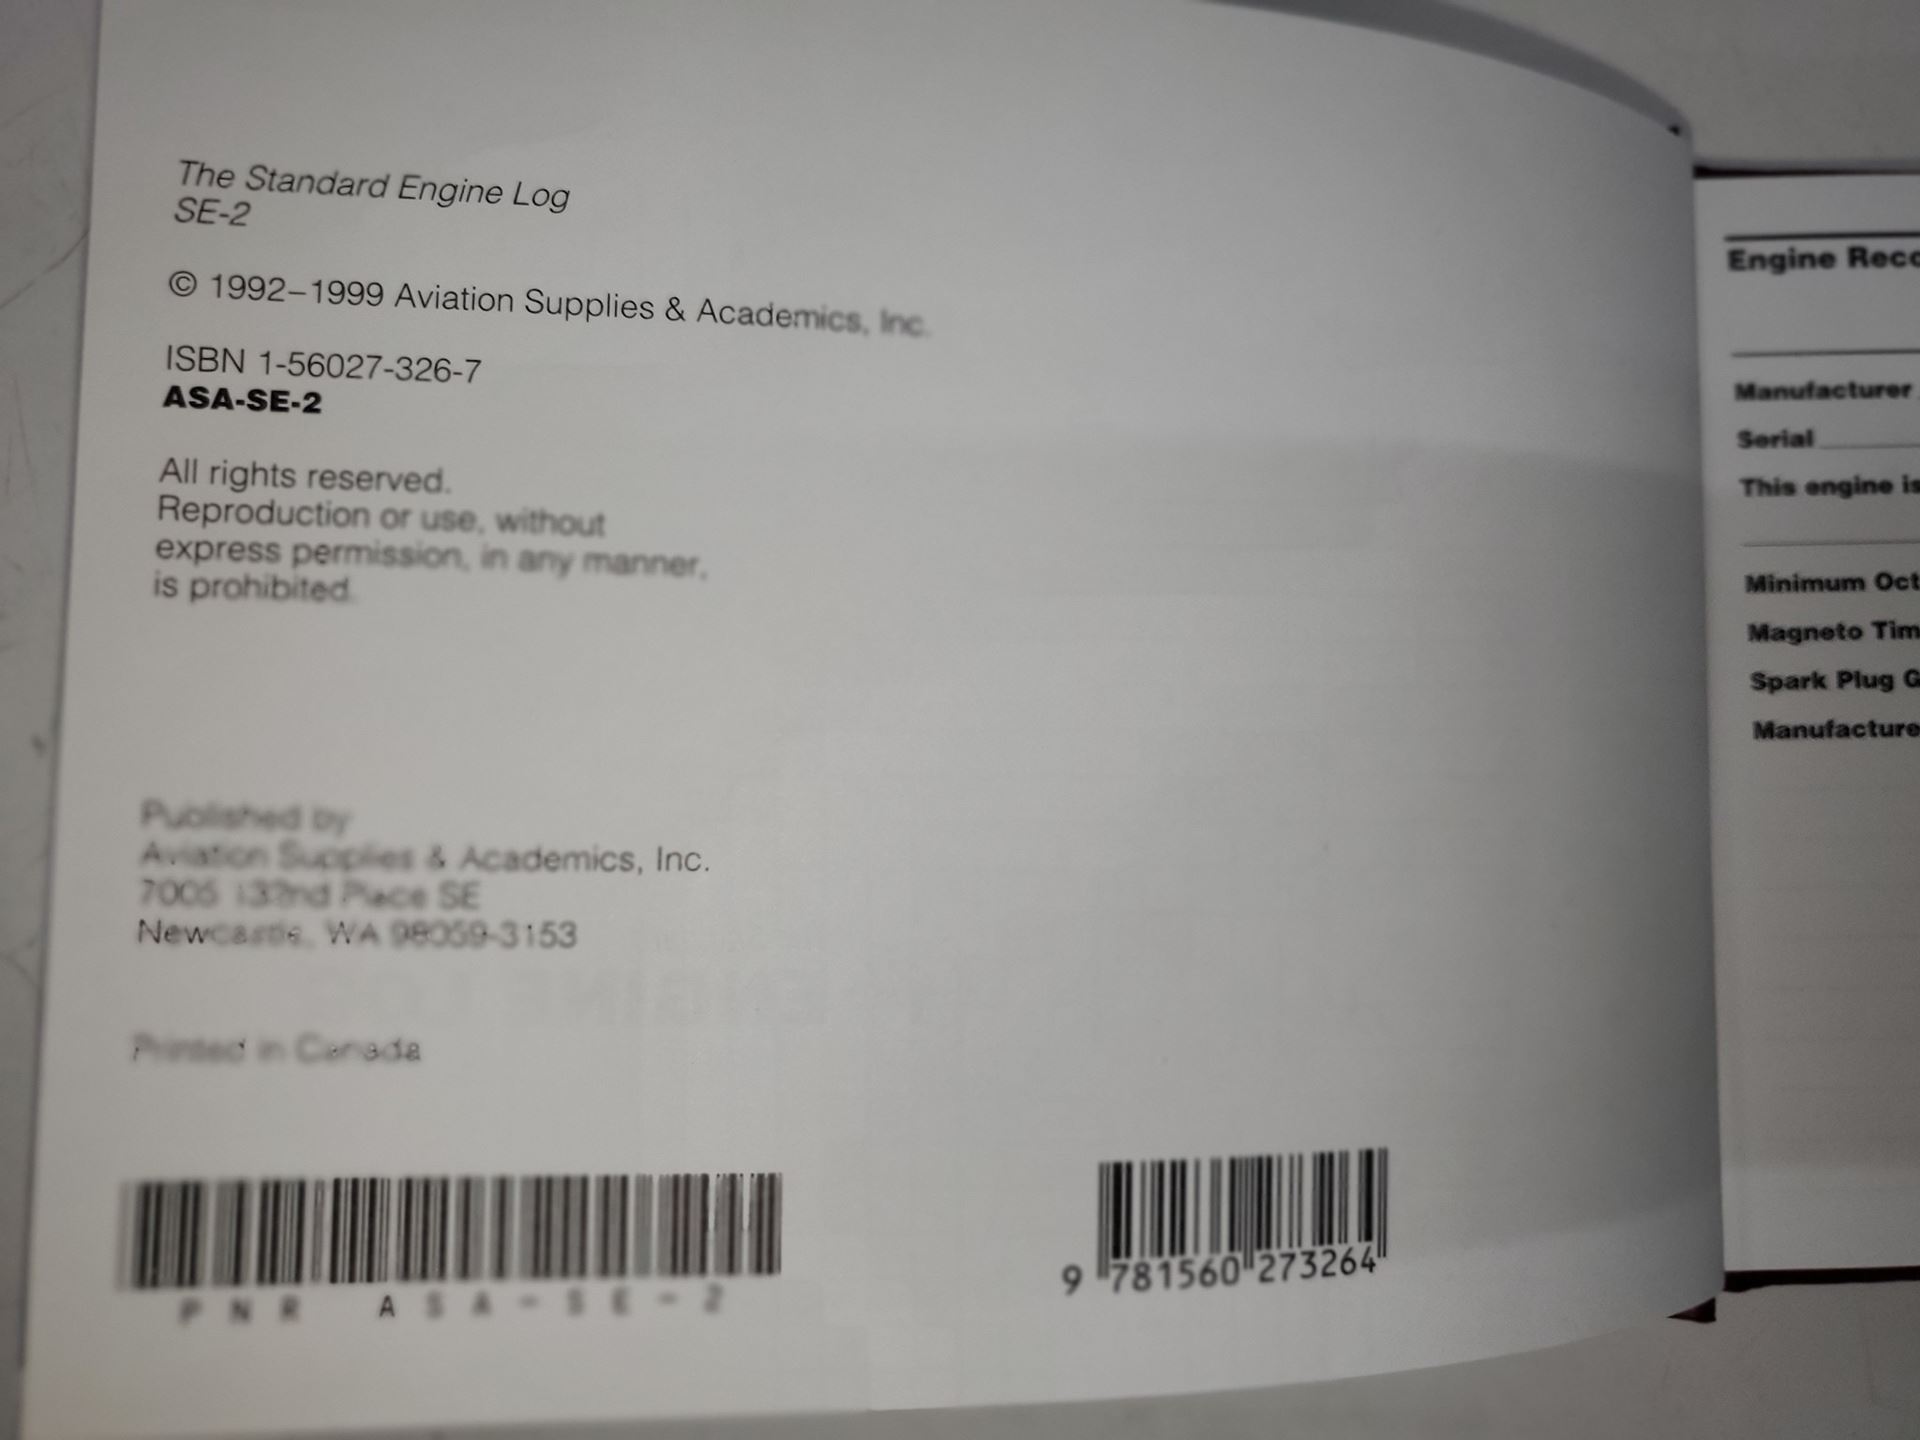 The Standard Engine Log
SE-2
© 1992–1999 Aviation Supplies & Academics, Inc.
ISBN 1-56027-326-7
ASA-SE-2
All rights reserved.
Reproduction or use, without
express permission, in any manner,
is prohibited.
Published by
Aviation Supplies & Academics, Inc.
7005 132nd Place SE
Newcastle, WA 98059-3153
Printed in Canada
PNR ASA-SE-2
9 781560 273264
Engine Reco
Manufacturer
Serial
This engine is
Minimum Oct
Magneto Tim
Spark Plug G
Manufacture